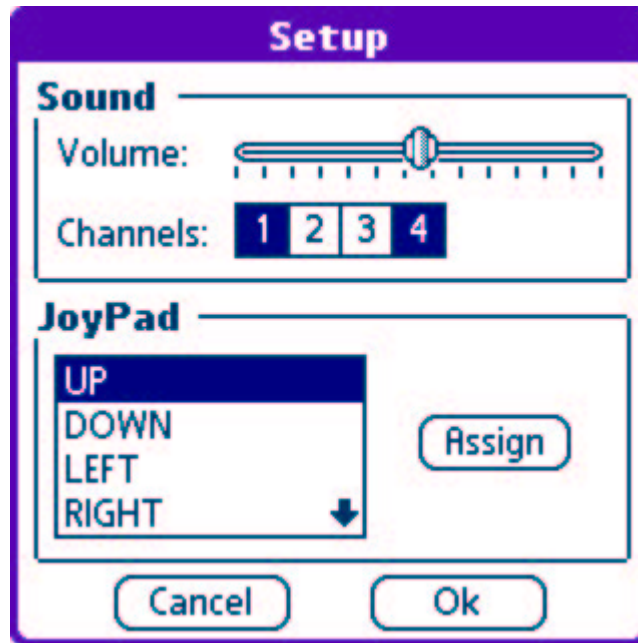 Setup
Sound
Volume:
Channels: 1 2 3 4
JoyPad
UP
DOWN
LEFT
RIGHT
Assign
Cancel Ok